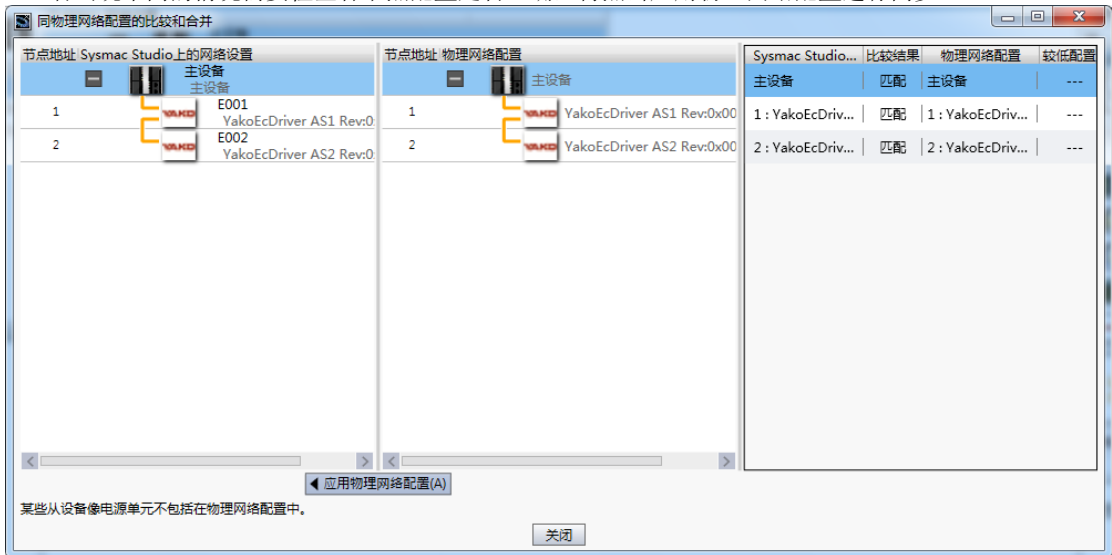 同物理网络配置的比较和合并
节点地址 Sysmac Studio上的网络设置
主设备
主设备
1
E001
YakoEcDriver AS1 Rev:0
2
E002
YakoEcDriver AS2 Rev:0
节点地址 物理网络配置
主设备
1
YakoEcDriver AS1 Rev:0x00
2
YakoEcDriver AS2 Rev:0x00
Sysmac Studio... 比较结果 物理网络配置 较低配置
主设备 匹配 主设备 ---
1 : YakoEcDriv... 匹配 1 : YakoEcDriv... ---
2 : YakoEcDriv... 匹配 2 : YakoEcDriv... ---
应用物理网络配置(A)
某些从设备像电源单元不包括在物理网络配置中。
关闭